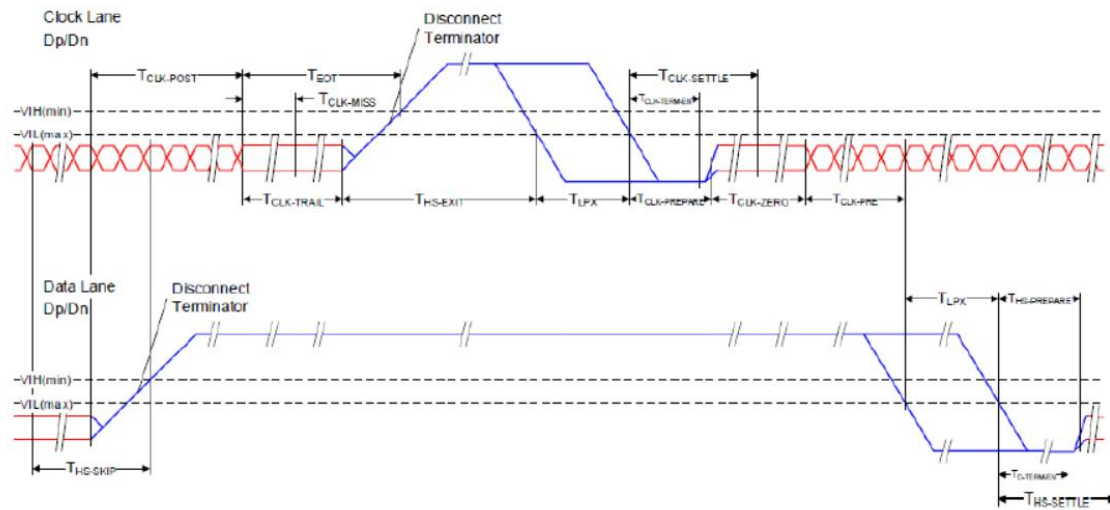 Clock Lane
Dp/Dn
Disconnect
Terminator
TCLK-POST
TEOT
TCLK-SETTLE
TCLK-MISS
TCLK-TERM-EN
VIH(min)
VIL(max)
TCLK-TRAIL
THS-EXIT
TLPX
TCLK-PREPARE
TCLK-ZERO
TCLK-PRE
Data Lane
Dp/Dn
Disconnect
Terminator
TLPX
THS-PREPARE
VIH(min)
VIL(max)
THS-SKIP
TD-TERM-EN
THS-SETTLE